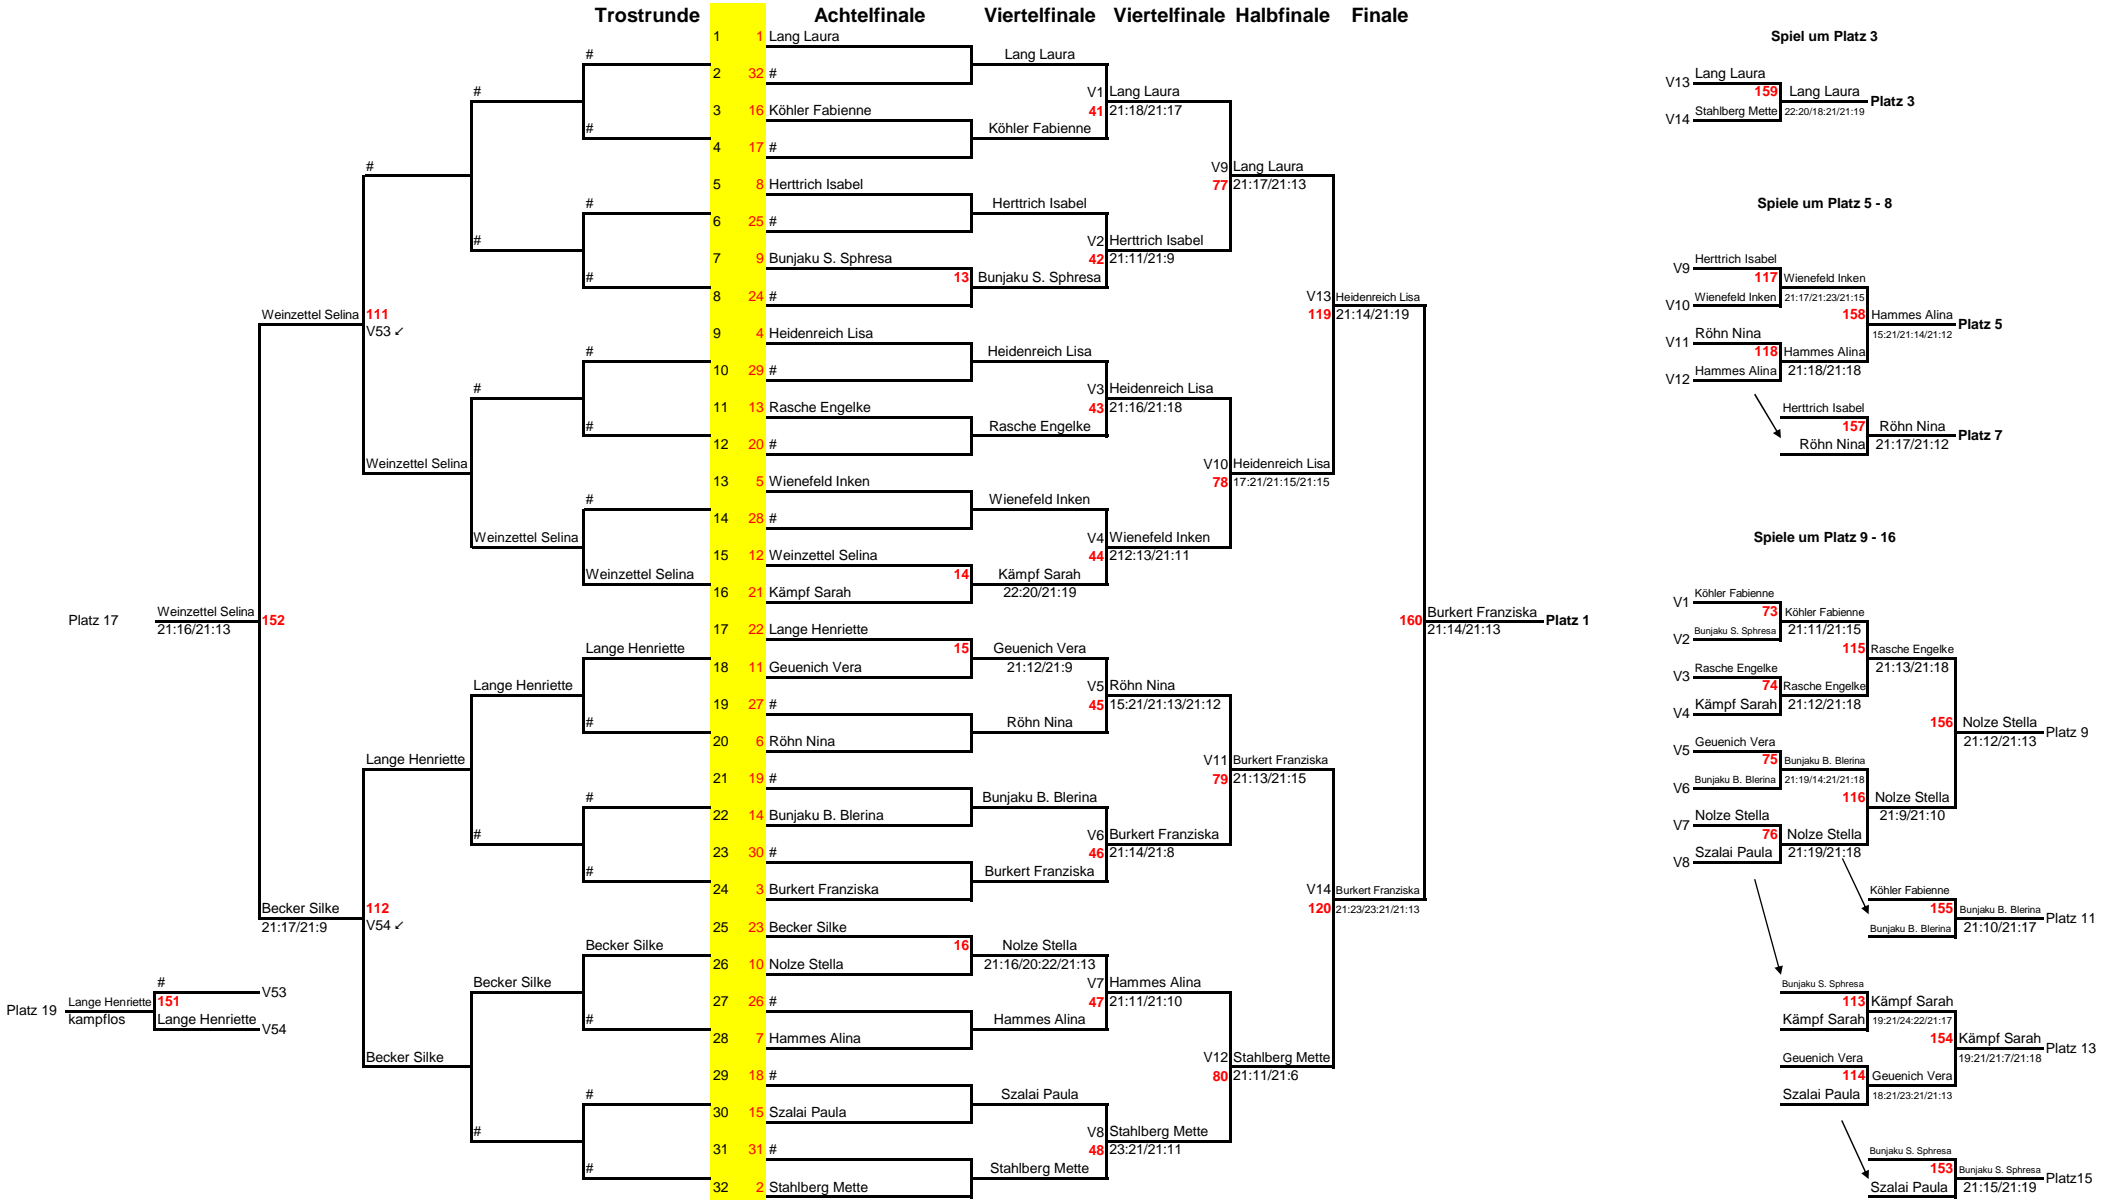 Trostrunde Achtelfinale Viertelfinale Viertelfinale Halbfinale Finale
1 1 Lang Laura
Spiel um Platz 3
# Lang Laura
2 32 #
V13 Lang Laura
# V1 Lang Laura 159 Lang Laura Platz 3
3 16 Köhler Fabienne 41 21:18/21:17
V14 Stahlberg Mette 22:20/18:21/21:19
# Köhler Fabienne
4 17 #
# V9 Lang Laura
5 8 Herttrich Isabel 77 21:17/21:13
# Herttrich Isabel Spiele um Platz 5 - 8
6 25 #
# V2 Herttrich Isabel
7 9 Bunjaku S. Sphresa 42 21:11/21:9
V9 Herttrich Isabel
# 13 Bunjaku S. Sphresa 117 Wienefeld Inken
8 24 # V13 Heidenreich Lisa
V10 Wienefeld Inken 21:17/21:23/21:15
Weinzettel Selina 111 119 21:14/21:19 158 Hammes Alina Platz 5
V53 ↙
9 4 Heidenreich Lisa
V11 Röhn Nina 15:21/21:14/21:12
# Heidenreich Lisa 118 Hammes Alina
10 29 #
V12 Hammes Alina 21:18/21:18
# V3 Heidenreich Lisa
11 13 Rasche Engelke 43 21:16/21:18
Herttrich Isabel
# Rasche Engelke 157 Röhn Nina Platz 7
12 20 #
Röhn Nina 21:17/21:12
Weinzettel Selina V10 Heidenreich Lisa
13 5 Wienefeld Inken 78 17:21/21:15/21:15
# Wienefeld Inken
14 28 #
Weinzettel Selina V4 Wienefeld Inken Spiele um Platz 9 - 16
15 12 Weinzettel Selina 44 212:13/21:11
Weinzettel Selina 14 Kämpf Sarah
16 21 Kämpf Sarah 22:20/21:19
V1 Köhler Fabienne
Platz 17 Weinzettel Selina 152 160 Burkert Franziska Platz 1
73 Köhler Fabienne
21:16/21:13 21:14/21:13
17 22 Lange Henriette
V2 Bunjaku S. Sphresa 21:11/21:15
Lange Henriette 15 Geuenich Vera 115 Rasche Engelke
18 11 Geuenich Vera 21:12/21:9
V3 Rasche Engelke 21:13/21:18
Lange Henriette V5 Röhn Nina 74 Rasche Engelke
19 27 # 45 15:21/21:13/21:12
V4 Kämpf Sarah 21:12/21:18
# Röhn Nina 156 Nolze Stella Platz 9
20 6 Röhn Nina
V5 Geuenich Vera 21:12/21:13
Lange Henriette V11 Burkert Franziska 75 Bunjaku B. Blerina
21 19 # 79 21:13/21:15
V6 Bunjaku B. Blerina 21:19/14:21/21:18
# Bunjaku B. Blerina 116 Nolze Stella
22 14 Bunjaku B. Blerina
V7 Nolze Stella 21:9/21:10
# V6 Burkert Franziska 76 Nolze Stella
23 30 # 46 21:14/21:8
V8 Szalai Paula 21:19/21:18
# Burkert Franziska
24 3 Burkert Franziska V14 Burkert Franziska
Köhler Fabienne
Becker Silke 112 120 21:23/23:21/21:13 155 Bunjaku B. Blerina Platz 11
21:17/21:9 V54 ↙
25 23 Becker Silke
Bunjaku B. Blerina 21:10/21:17
Becker Silke 16 Nolze Stella
26 10 Nolze Stella 21:16/20:22/21:13
Becker Silke V7 Hammes Alina
# V53
Bunjaku S. Sphresa
Platz 19 Lange Henriette 151
27 26 # 47 21:11/21:10 113 Kämpf Sarah
kampflos Lange Henriette V54
# Hammes Alina Kämpf Sarah 19:21/24:22/21:17
28 7 Hammes Alina 154 Kämpf Sarah Platz 13
Becker Silke V12 Stahlberg Mette Geuenich Vera 19:21/21:7/21:18
29 18 # 80 21:11/21:6 114 Geuenich Vera
# Szalai Paula Szalai Paula 18:21/23:21/21:13
30 15 Szalai Paula
# V8 Stahlberg Mette
31 31 # 48 23:21/21:11
Bunjaku S. Sphresa
# Stahlberg Mette 153 Bunjaku S. Sphresa Platz15
32 2 Stahlberg Mette
Szalai Paula 21:15/21:19